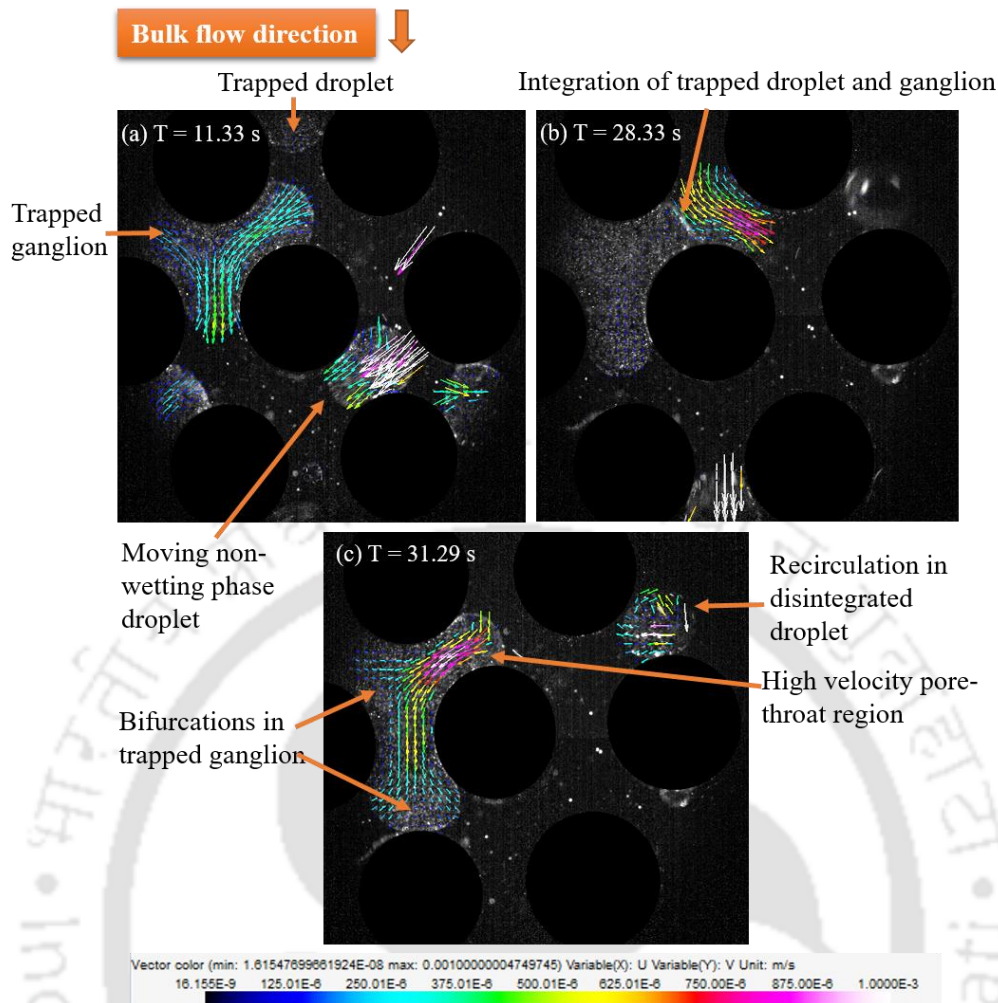 Bulk flow direction
Trapped droplet
Integration of trapped droplet and ganglion
(a) T = 11.33 s
(b) T = 28.33 s
Trapped
ganglion
Moving non-
wetting phase
droplet
(c) T = 31.29 s
Recirculation in
disintegrated
droplet
High velocity pore-
throat region
Bifurcations in
trapped ganglion
Vector color (min: 1.61547699661924E-08 max: 0.00100000004749745) Variable(X): U Variable(Y): V Unit: m/s
16.155E-9 125.01E-6 250.01E-6 375.01E-6 500.01E-6 625.01E-6 750.00E-6 875.00E-6 1.0000E-3